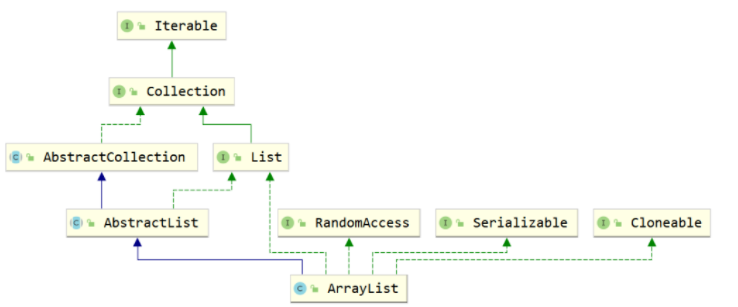 I Iterable
I Collection
C AbstractCollection I List
C AbstractList I RandomAccess I Serializable I Cloneable
C ArrayList